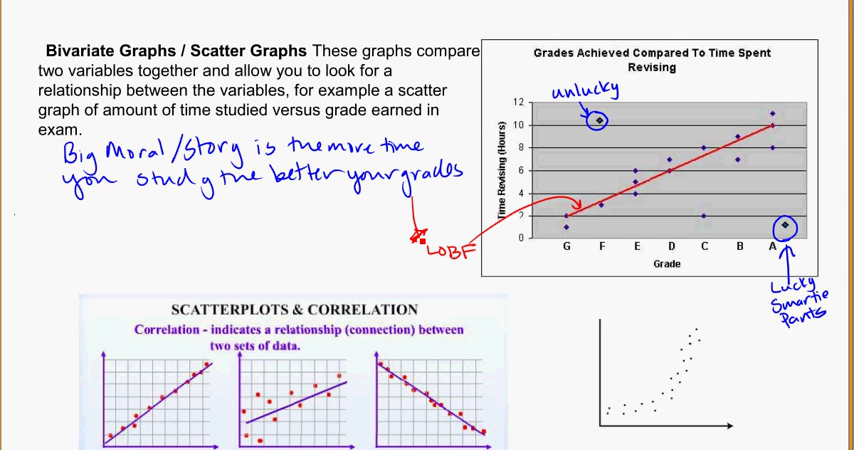 Bivariate Graphs / Scatter Graphs These graphs compare
two variables together and allow you to look for a
relationship between the variables, for example a scatter
graph of amount of time studied versus grade earned in
exam.
Big Moral/Story is the more time
you study the better your grades
LOBF
Grades Achieved Compared To Time Spent
Revising
unlucky
Time Revising (Hours)
12
10
8
6
4
2
0
G F E D C B A
Grade
Lucky
Smartie
Pants
SCATTERPLOTS & CORRELATION
Correlation - indicates a relationship (connection) between
two sets of data.